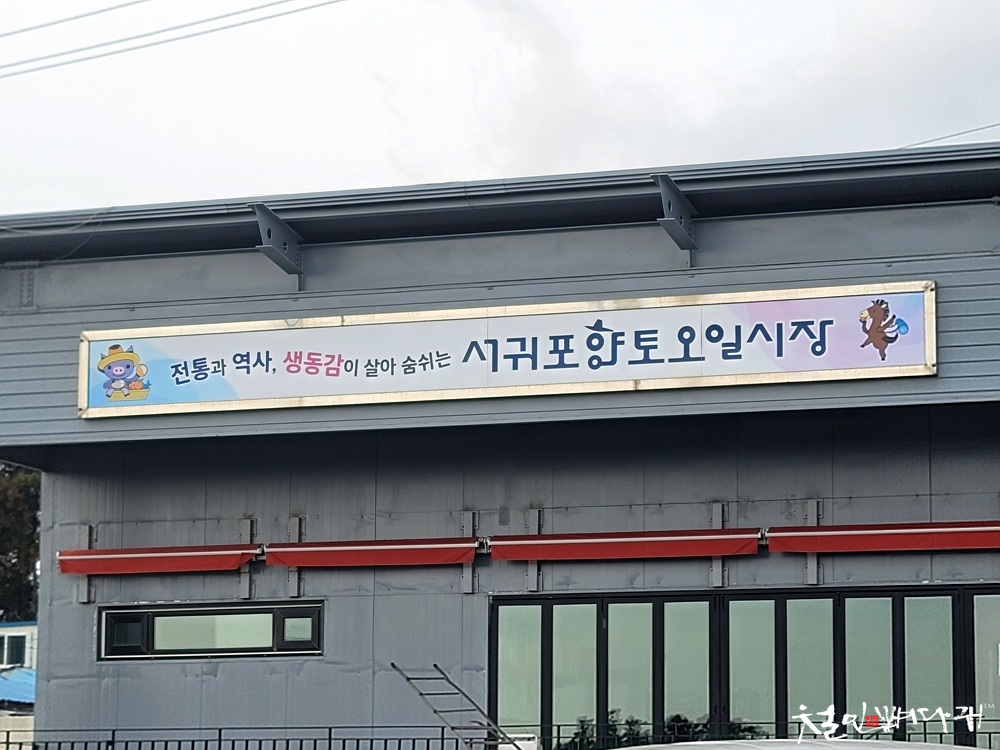 전통과 역사, 생동감이 살아 숨쉬는 서귀포향토오일시장